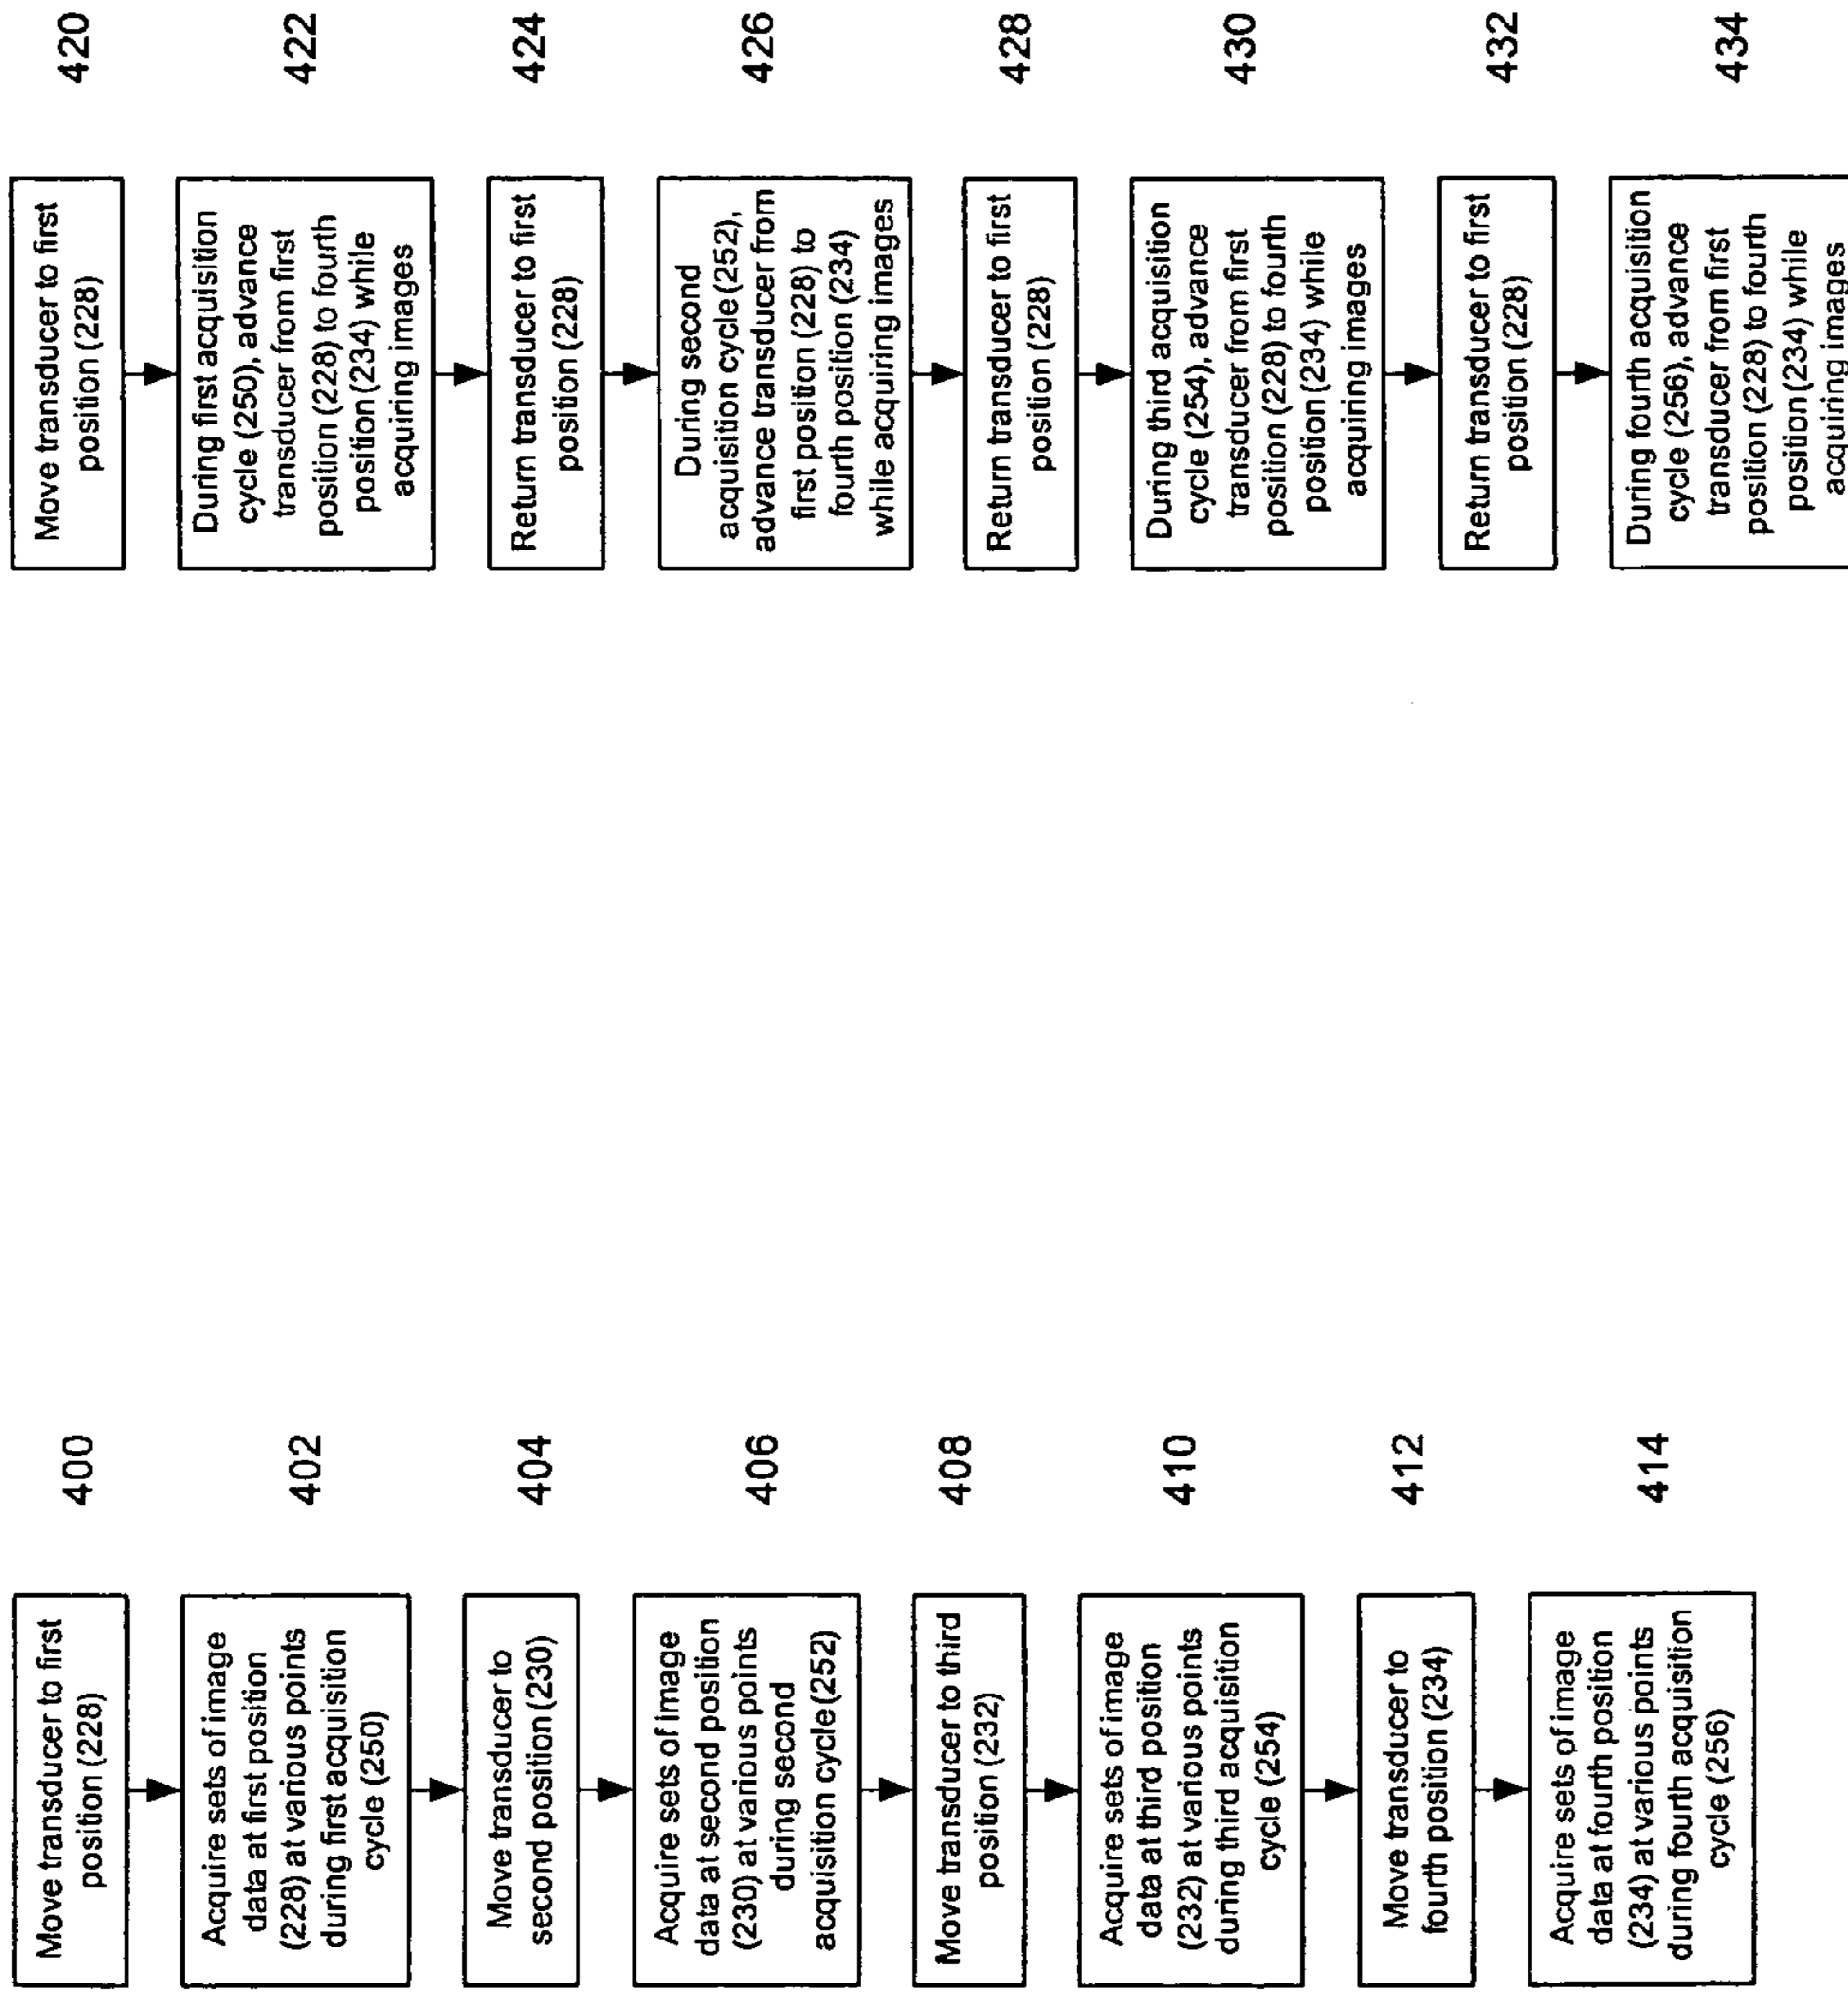 Move transducer to first
position (228)
400
Acquire sets of image
data at first position
(228) at various points
during first acquisition
cycle (250)
402
Move transducer to
second position (230)
404
Acquire sets of image
data at second position
(230) at various points
during second
acquisition cycle (252)
406
Move transducer to third
position (232)
408
Acquire sets of image
data at third position
(232) at various points
during third acquisition
cycle (254)
410
Move transducer to
fourth position (234)
412
Acquire sets of image
data at fourth position
(234) at various points
during fourth acquisition
cycle (256)
414
Move transducer to first
position (228)
420
During first acquisition
cycle (250), advance
transducer from first
position (228) to fourth
position (234) while
acquiring images
422
Return transducer to first
position (228)
424
During second
acquisition cycle (252),
advance transducer from
first position (228) to
fourth position (234)
while acquiring images
426
Return transducer to first
position (228)
428
During third acquisition
cycle (254), advance
transducer from first
position (228) to fourth
position (234) while
acquiring images
430
Return transducer to first
position (228)
432
During fourth acquisition
cycle (256), advance
transducer from first
position (228) to fourth
position (234) while
acquiring images
434